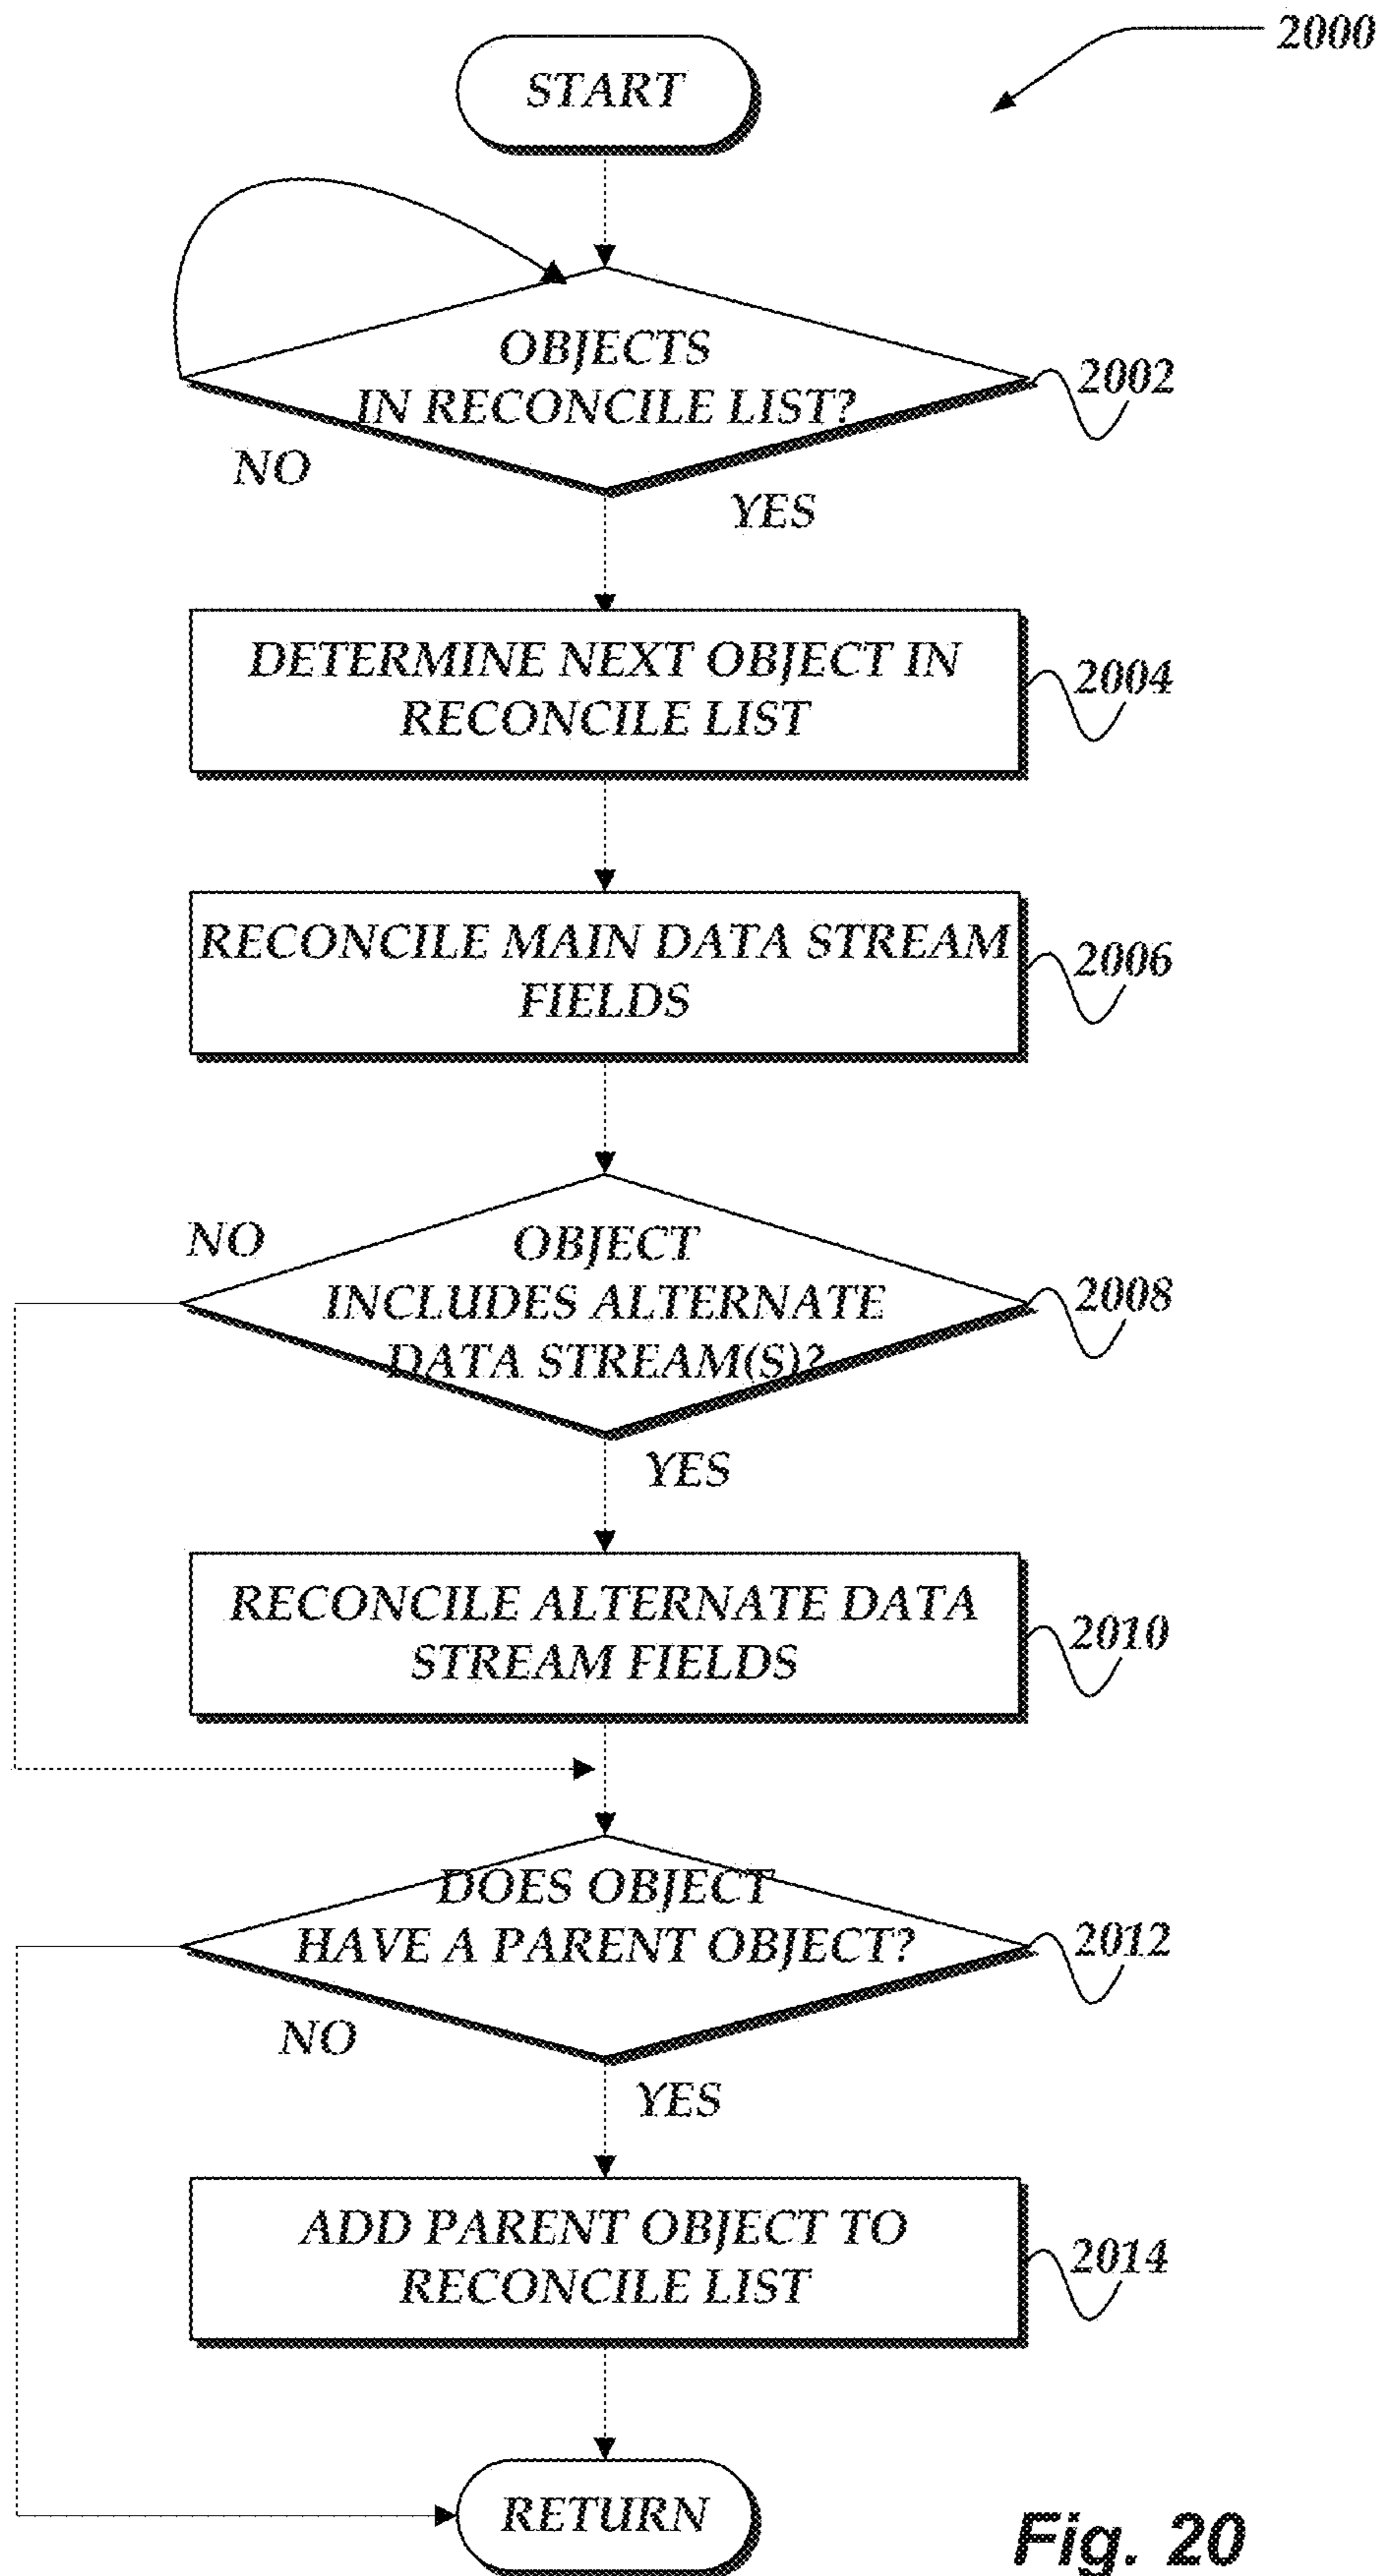 2000
START
OBJECTS
IN RECONCILE LIST?
2002
NO
YES
DETERMINE NEXT OBJECT IN
RECONCILE LIST
2004
RECONCILE MAIN DATA STREAM
FIELDS
2006
NO
OBJECT
INCLUDES ALTERNATE
DATA STREAM(S)?
2008
YES
RECONCILE ALTERNATE DATA
STREAM FIELDS
2010
DOES OBJECT
HAVE A PARENT OBJECT?
2012
NO
YES
ADD PARENT OBJECT TO
RECONCILE LIST
2014
RETURN
Fig. 20